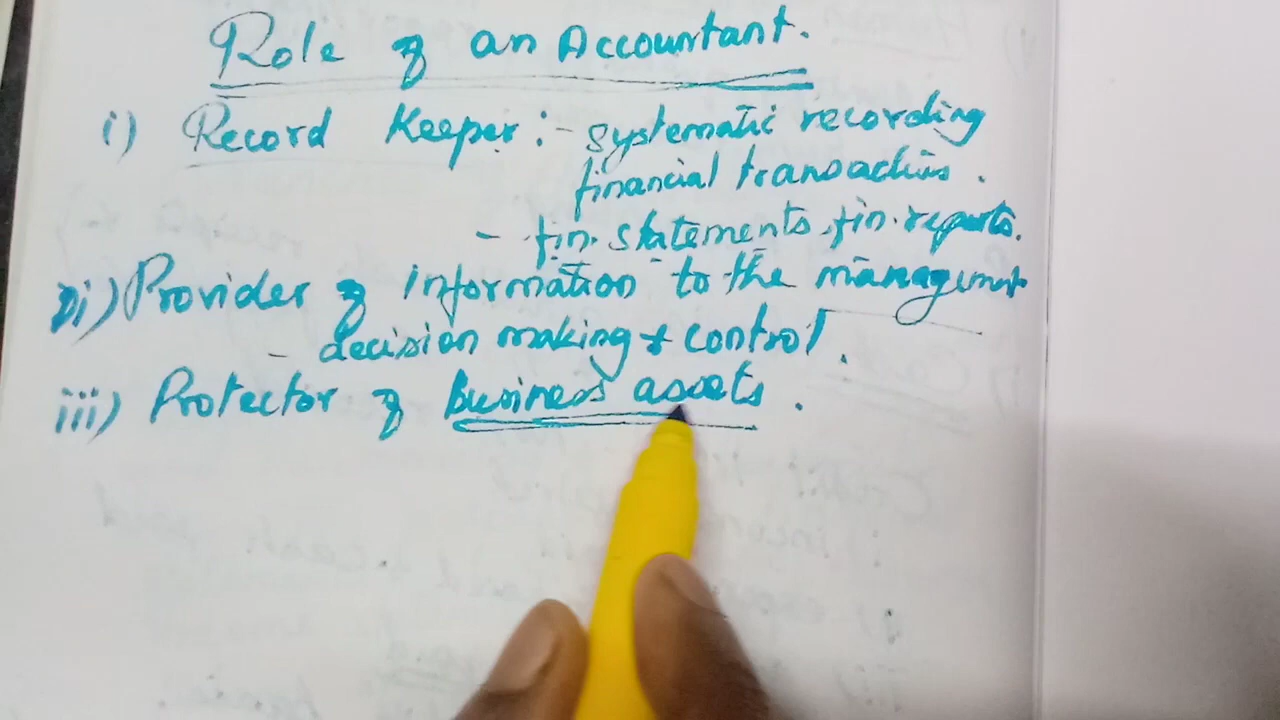 Role of an Accountant.
i) Record Keeper :- systematic recording
financial transactions.
- fin. statements, fin. reports.
ii) Provider of information to the management
- decision making & control.
iii) Protector of Business assets.